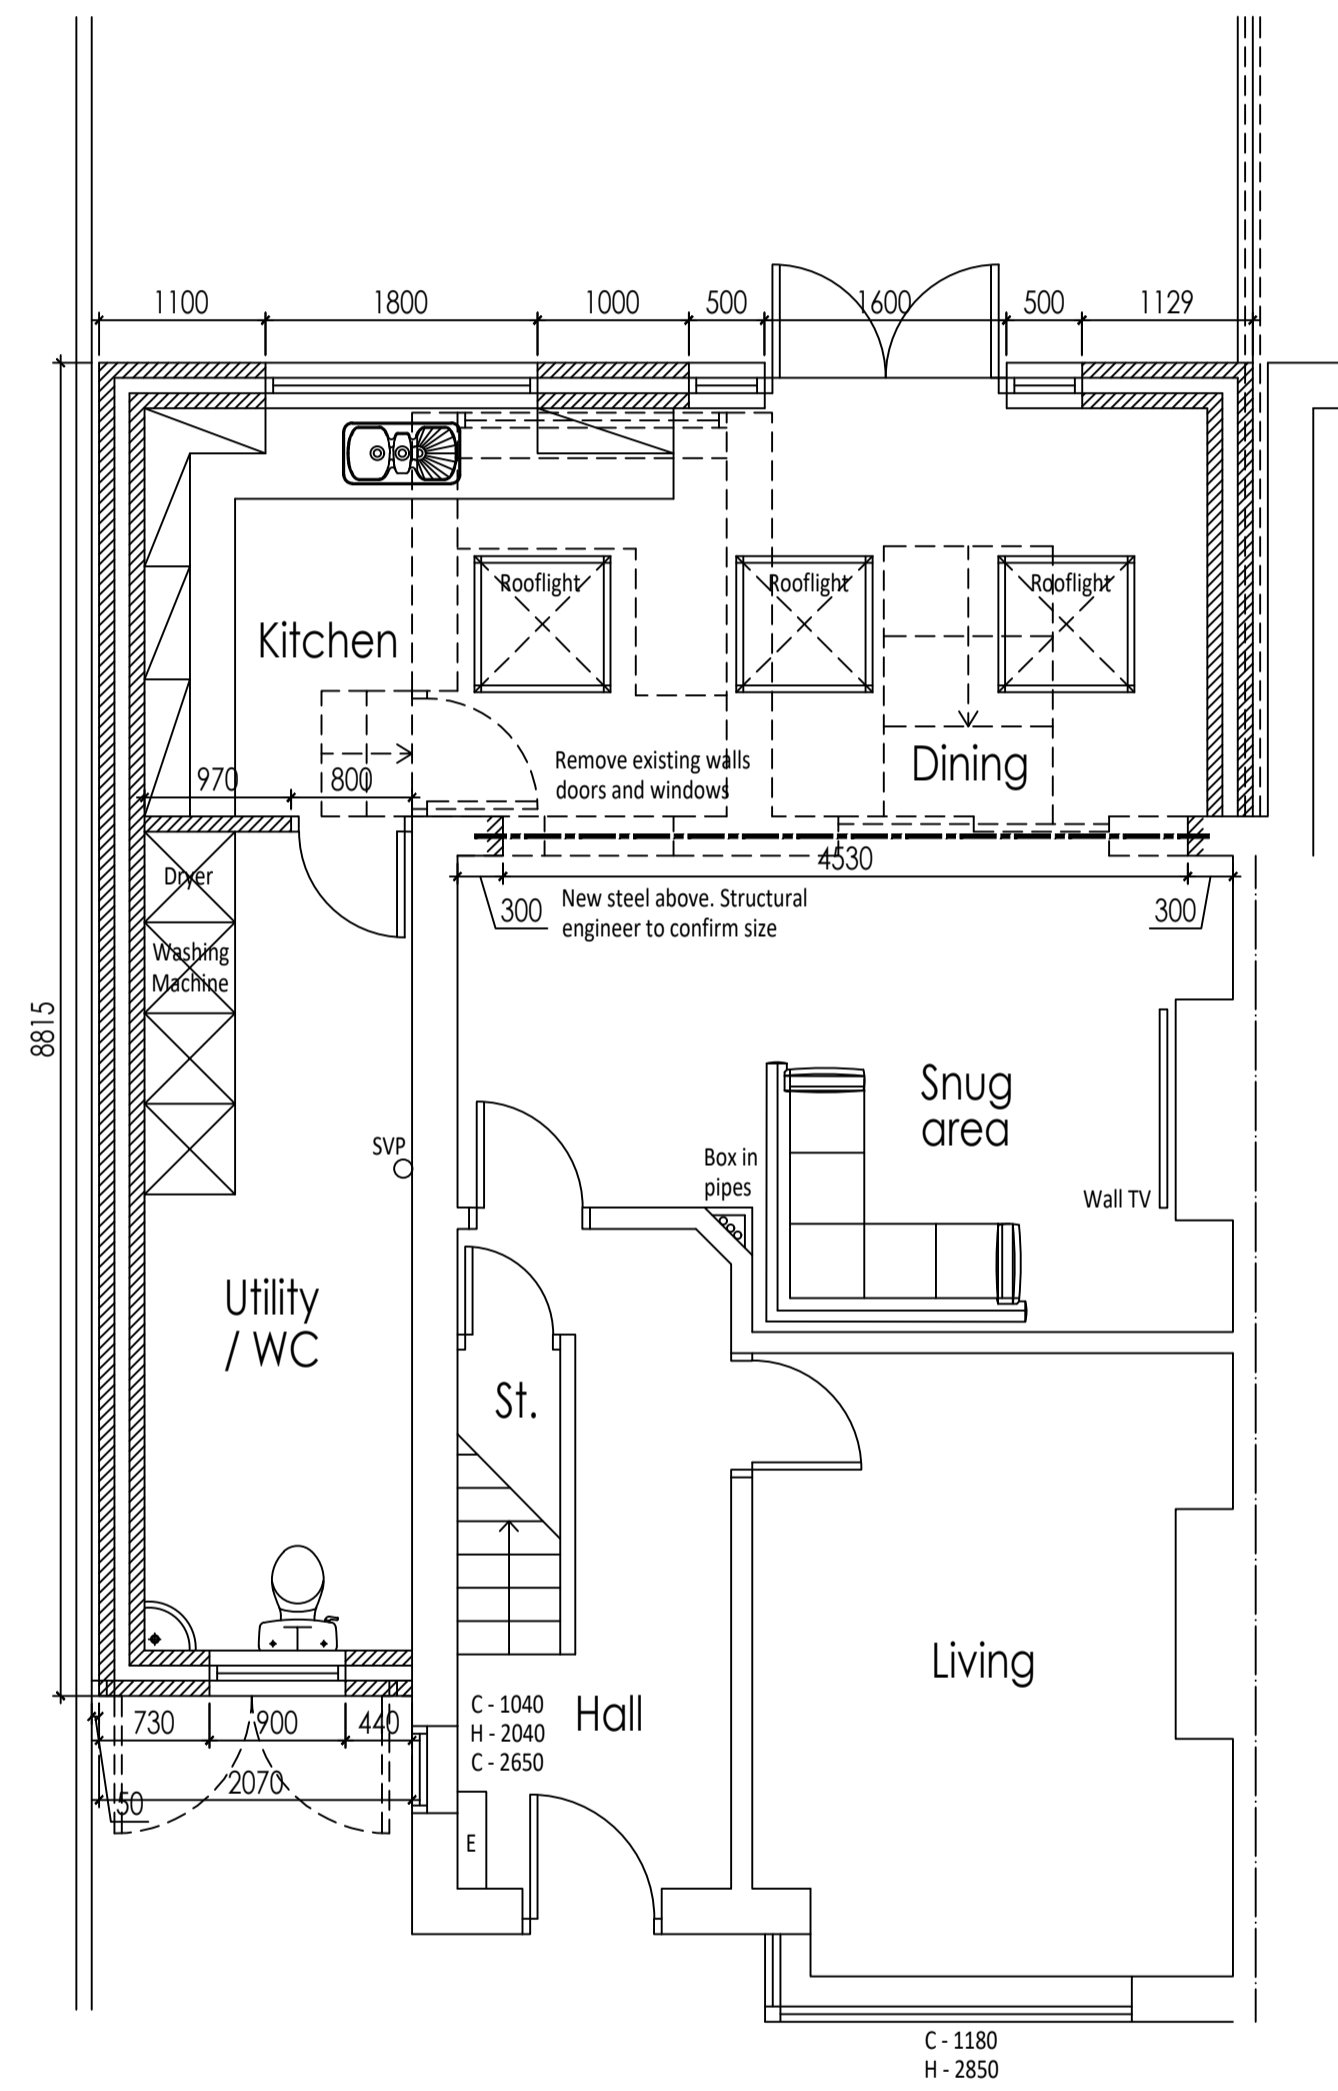 1100
1800
1000
500
1600
500
1129
Rooflight
Rooflight
Rooflight
Kitchen
Remove existing walls
doors and windows
Dining
970
800
4530
300
New steel above. Structural
engineer to confirm size
300
Dryer
Washing
Machine
8815
Snug
area
SVP
Box in
pipes
Wall TV
Utility
/ WC
St.
Living
C - 1040
H - 2040
C - 2650
Hall
730
900
440
2070
50
E
C - 1180
H - 2850